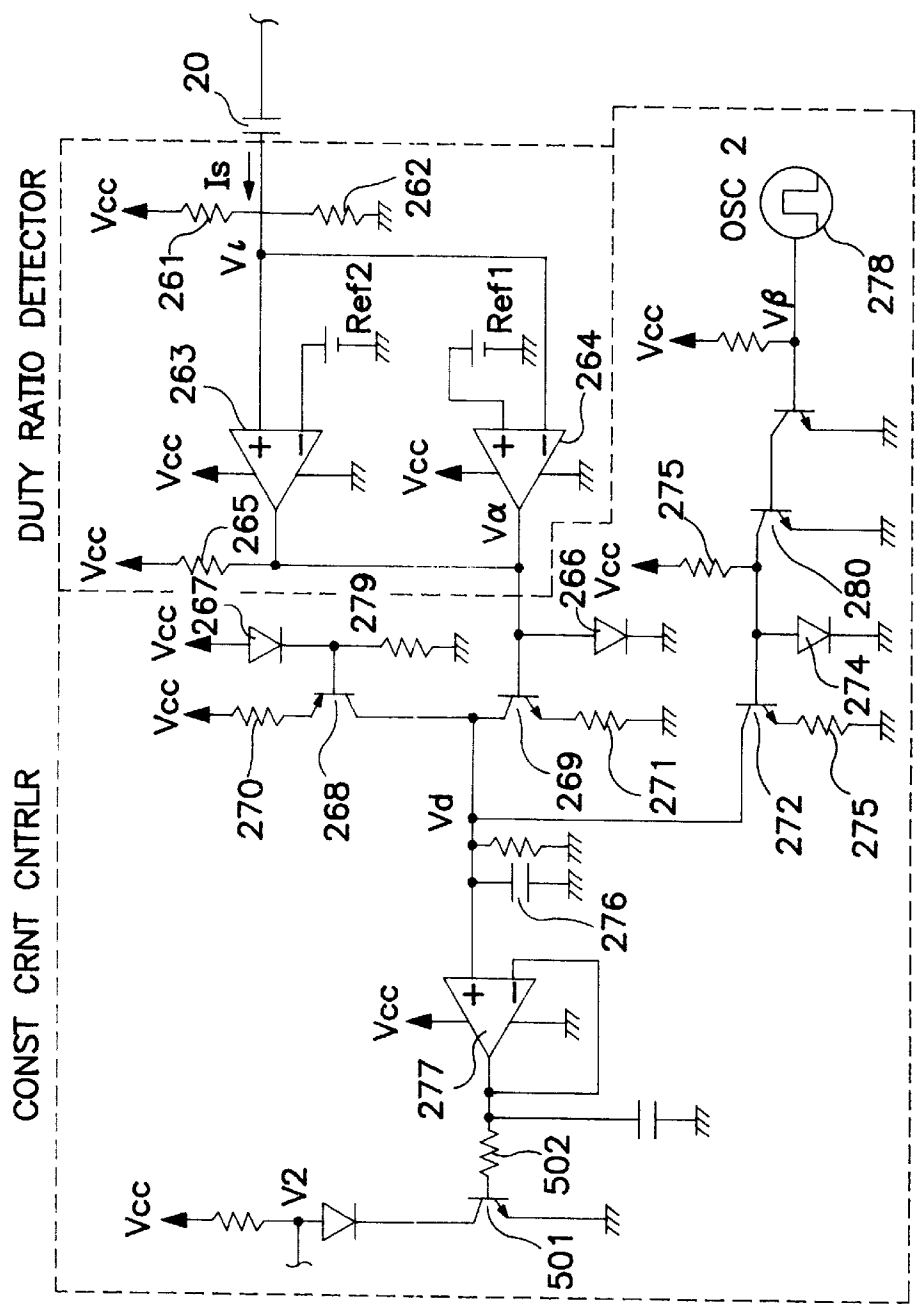 CONST CRNT CNTRLR
DUTY RATIO DETECTOR
Vcc
V2
501
502
Vcc
277
276
Vd
Vcc
270
268
Vcc
267
279
269
271
266
Vcc
265
263
Vcc
Vcc
Vα
264
Ref2
Ref1
Vcc
261
Vi
Is
262
20
272
275
274
Vcc
275
280
Vcc
Vβ
OSC 2
278
+
−
+
−
+
−